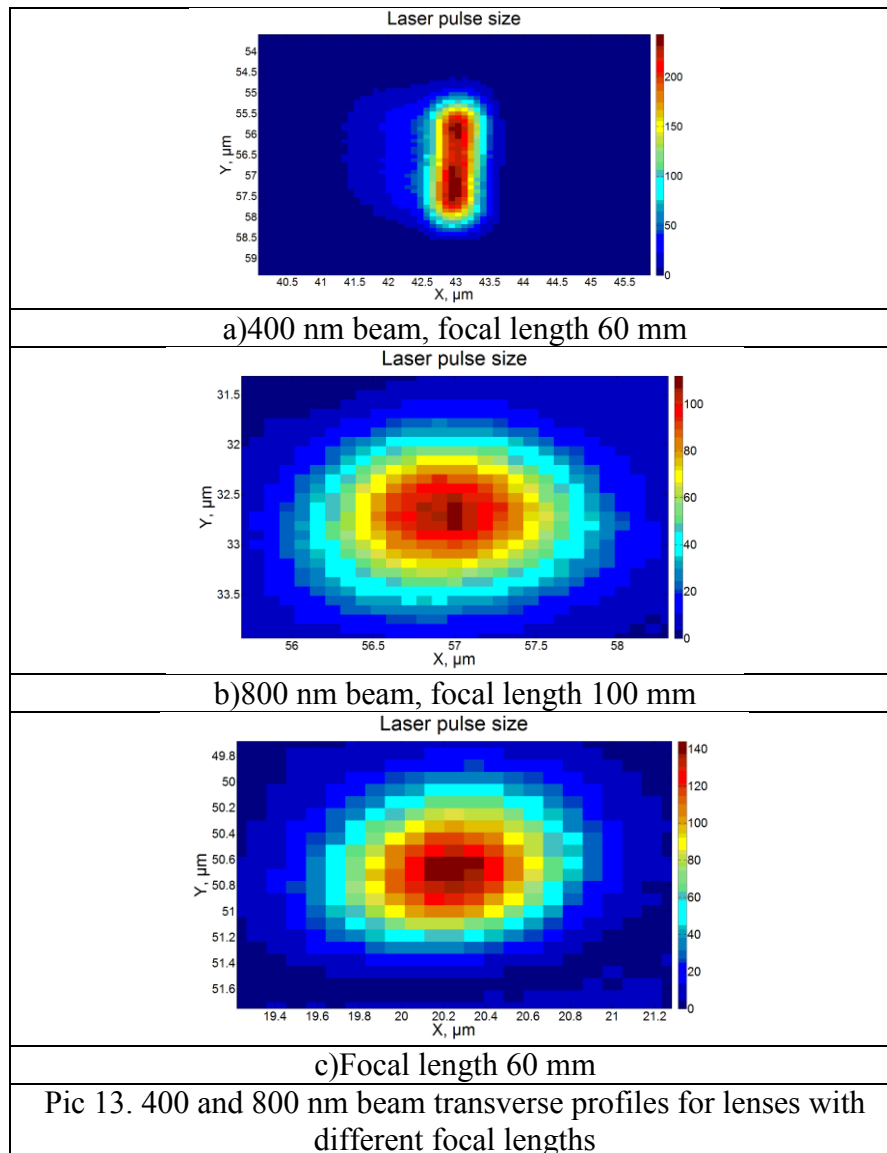 Laser pulse size
54
54.5
55
55.5
56
56.5
57
57.5
58
58.5
59
Y, µm
40.5 41 41.5 42 42.5 43 43.5 44 44.5 45 45.5
X, µm
200
150
100
50
0
a)400 nm beam, focal length 60 mm
Laser pulse size
31.5
32
32.5
33
33.5
Y, µm
56 56.5 57 57.5 58
X, µm
100
80
60
40
20
0
b)800 nm beam, focal length 100 mm
Laser pulse size
49.8
50
50.2
50.4
50.6
50.8
51
51.2
51.4
51.6
Y, µm
19.4 19.6 19.8 20 20.2 20.4 20.6 20.8 21 21.2
X, µm
140
120
100
80
60
40
20
0
c)Focal length 60 mm
Pic 13. 400 and 800 nm beam transverse profiles for lenses with
different focal lengths